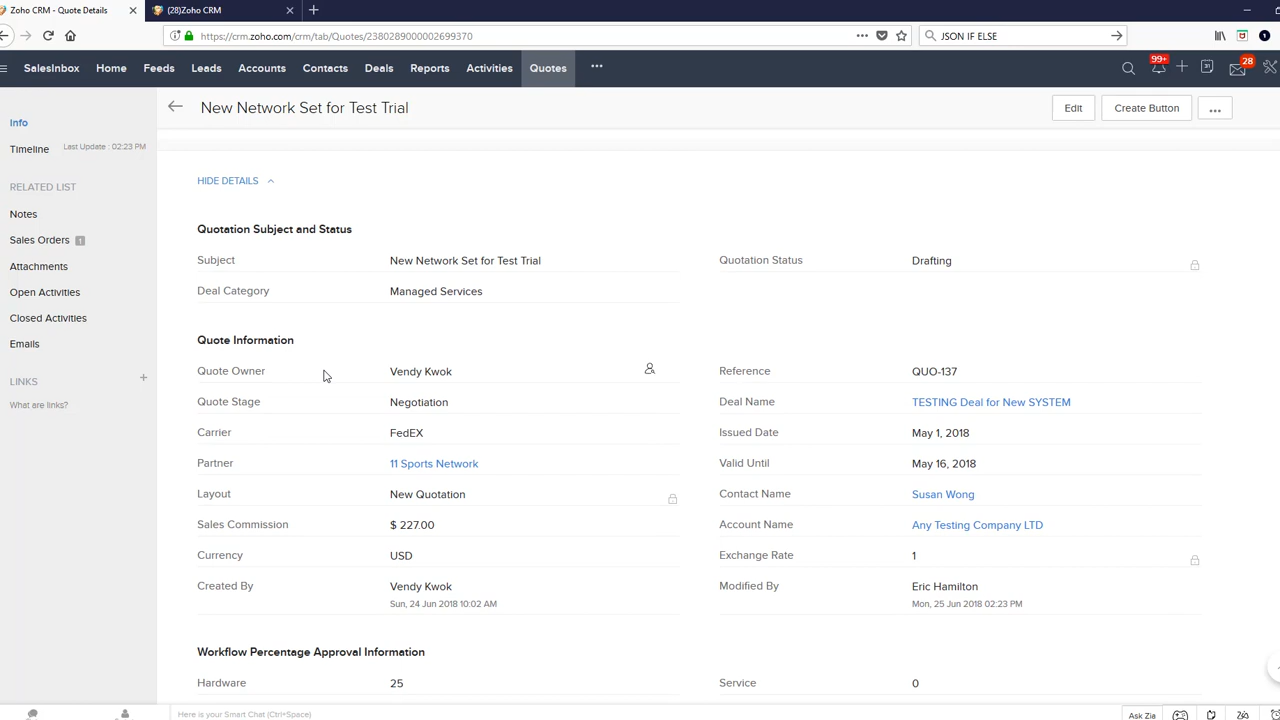 Zoho CRM - Quote Details
(28)Zoho CRM
https://crm.zoho.com/crm/tab/Quotes/2380289000002699370
JSON IF ELSE
SalesInbox Home Feeds Leads Accounts Contacts Deals Reports Activities Quotes
99+
31
28
New Network Set for Test Trial
Edit
Create Button
Info
Timeline
Last Update : 02:23 PM
RELATED LIST
Notes
Sales Orders 1
Attachments
Open Activities
Closed Activities
Emails
LINKS
What are links?
HIDE DETAILS
Quotation Subject and Status
Subject New Network Set for Test Trial Quotation Status Drafting
Deal Category Managed Services
Quote Information
Quote Owner Vendy Kwok Reference QUO-137
Quote Stage Negotiation Deal Name TESTING Deal for New SYSTEM
Carrier FedEX Issued Date May 1, 2018
Partner 11 Sports Network Valid Until May 16, 2018
Layout New Quotation Contact Name Susan Wong
Sales Commission $ 227.00 Account Name Any Testing Company LTD
Currency USD Exchange Rate 1
Created By Vendy Kwok Modified By Eric Hamilton
Sun, 24 Jun 2018 10:02 AM Mon, 25 Jun 2018 02:23 PM
Workflow Percentage Approval Information
Hardware 25 Service 0
Here is your Smart Chat (Ctrl+Space)
Ask Zia